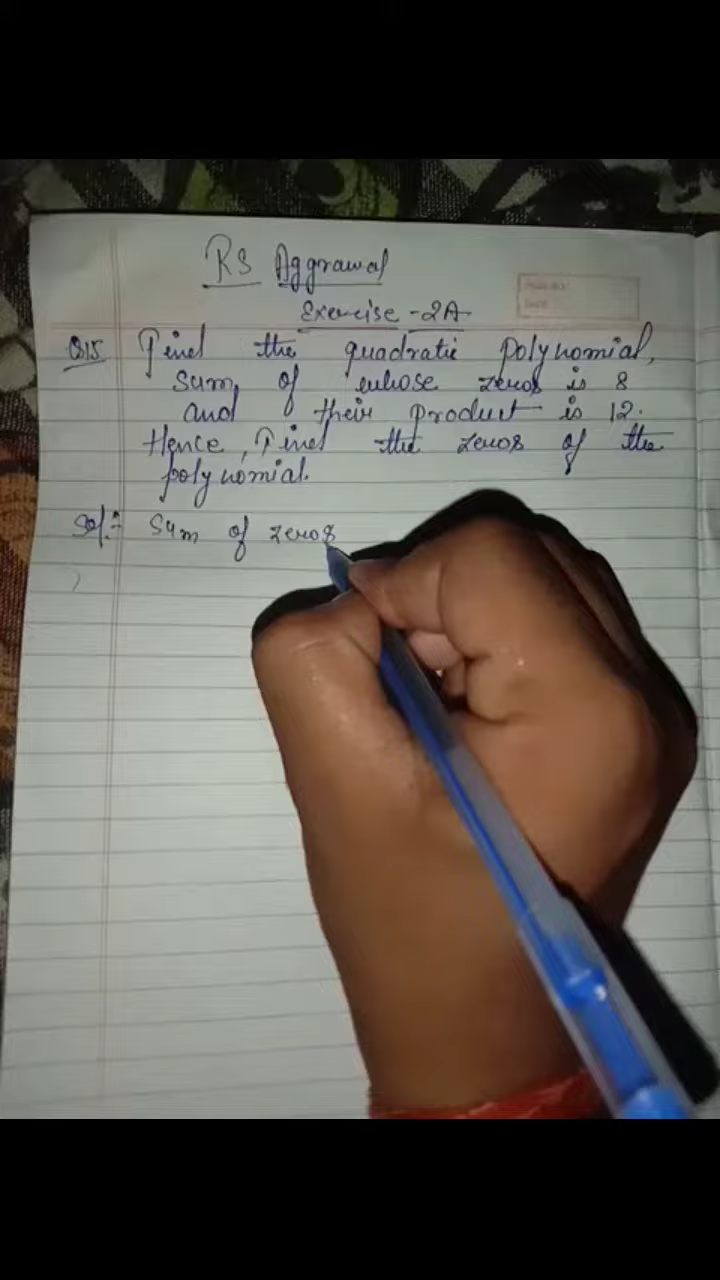 RS Aggrawal
Exercise - 2A
Q15 Find the quadratic polynomial,
sum of whose zeros is 8
and their product is 12.
Hence, Find the zeros of the
polynomial.
Sol:- Sum of zeros